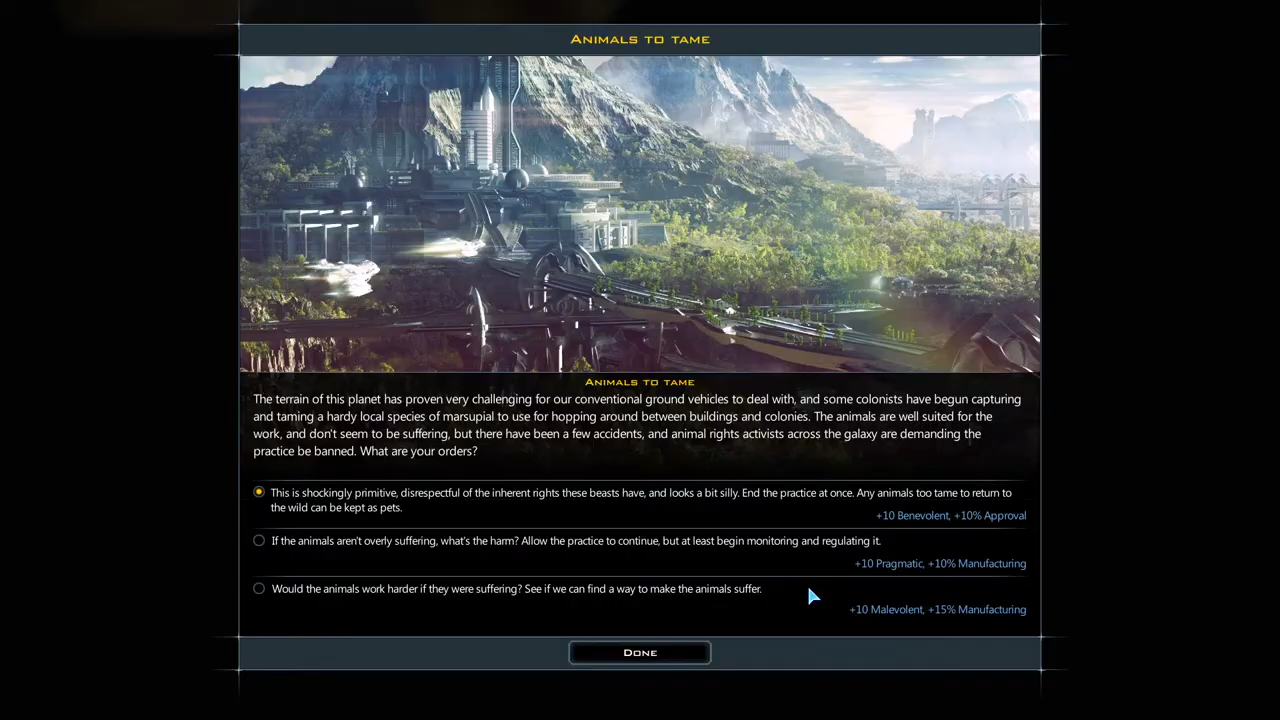 Animals to tame
Animals to tame
The terrain of this planet has proven very challenging for our conventional ground vehicles to deal with, and some colonists have begun capturing
and taming a hardy local species of marsupial to use for hopping around between buildings and colonies. The animals are well suited for the
work, and don't seem to be suffering, but there have been a few accidents, and animal rights activists across the galaxy are demanding the
practice be banned. What are your orders?
This is shockingly primitive, disrespectful of the inherent rights these beasts have, and looks a bit silly. End the practice at once. Any animals too tame to return to
the wild can be kept as pets.
+10 Benevolent, +10% Approval
If the animals aren't overly suffering, what's the harm? Allow the practice to continue, but at least begin monitoring and regulating it.
+10 Pragmatic, +10% Manufacturing
Would the animals work harder if they were suffering? See if we can find a way to make the animals suffer.
+10 Malevolent, +15% Manufacturing
Done